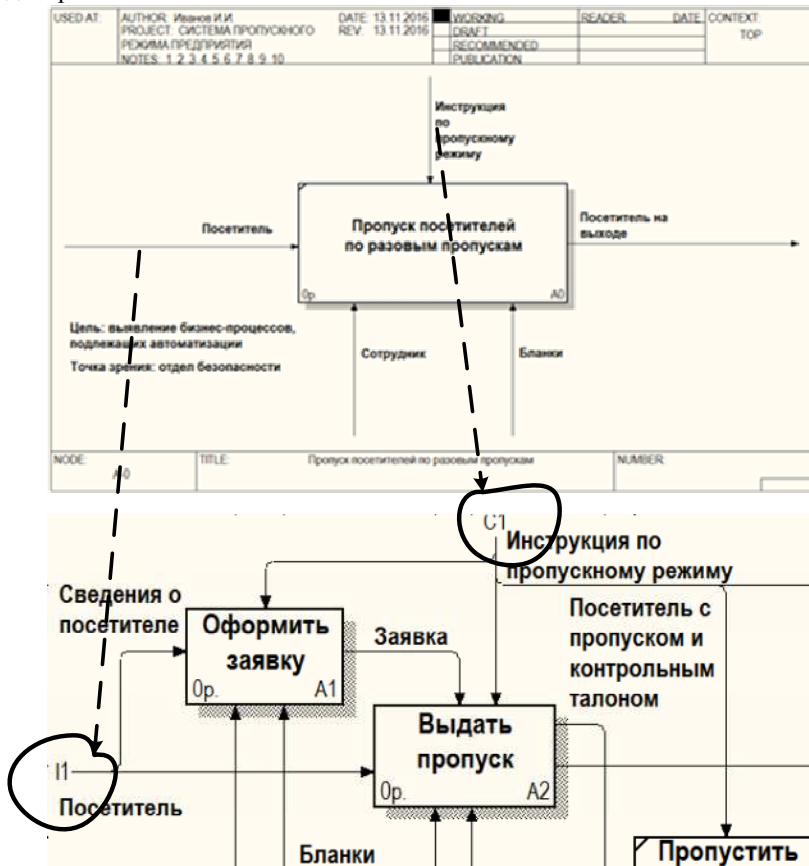 USED AT:
AUTHOR: Иванов И.И.
PROJECT: СИСТЕМА ПРОПУСКНОГО
РЕЖИМА ПРЕДПРИЯТИЯ
NOTES: 1 2 3 4 5 6 7 8 9 10
DATE: 13.11.2016
REV: 13.11.2016
WORKING
DRAFT
RECOMMENDED
PUBLICATION
READER
DATE
CONTEXT:
TOP
Инструкция
по
пропускному
режиму
Посетитель
Пропуск посетителей
по разовым пропускам
0р.
A0
Посетитель на
выходе
Цель: выявление бизнес-процессов,
подлежащих автоматизации
Точка зрения: отдел безопасности
Сотрудник
Бланки
NODE:
A-0
TITLE:
Пропуск посетителей по разовым пропускам
NUMBER:
C1
Инструкция по
пропускному режиму
Сведения о
посетителе
Оформить
заявку
0р.
A1
Заявка
Посетитель с
пропуском и
контрольным
талоном
Выдать
пропуск
0р.
A2
I1
Посетитель
Бланки
Пропустить